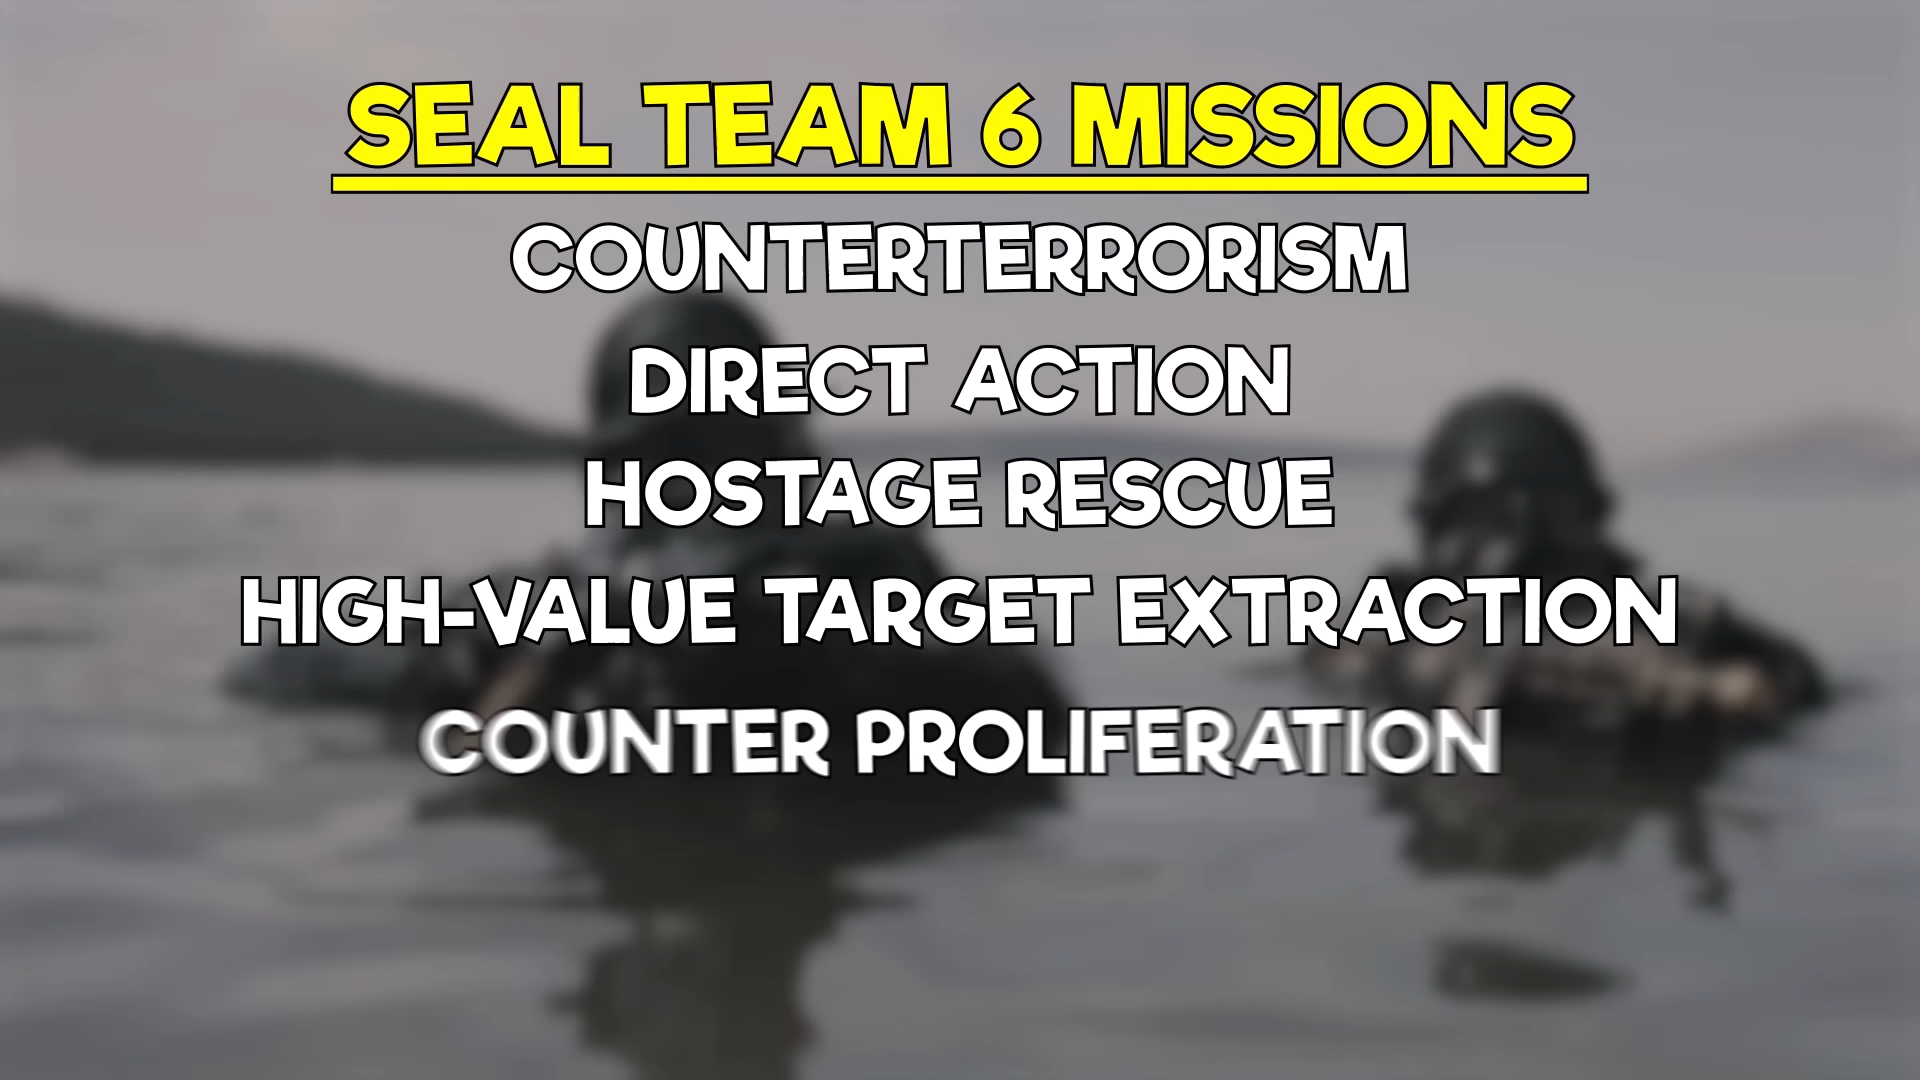 SEAL TEAM 6 MISSIONS
COUNTERTERRORISM
DIRECT ACTION
HOSTAGE RESCUE
HIGH-VALUE TARGET EXTRACTION
COUNTER PROLIFERATION